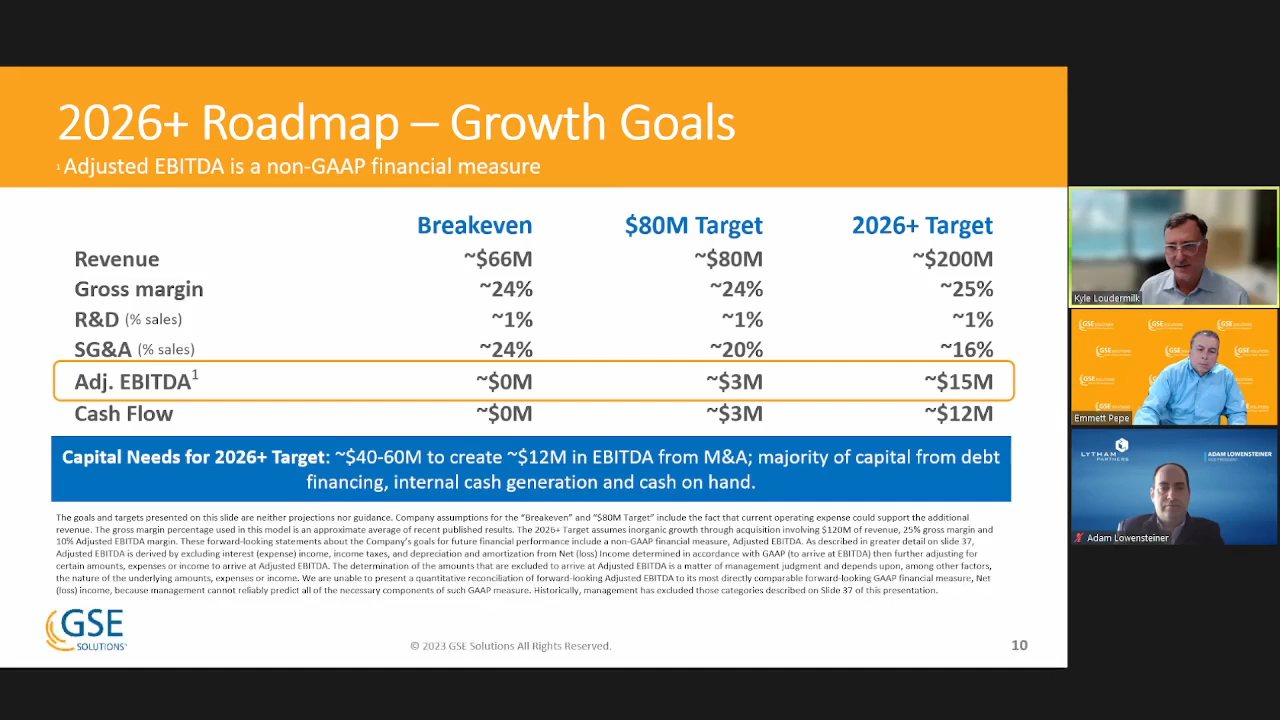 2026+ Roadmap – Growth Goals
¹ Adjusted EBITDA is a non-GAAP financial measure
Breakeven $80M Target 2026+ Target
Revenue ~$66M ~$80M ~$200M
Gross margin ~24% ~24% ~25%
R&D (% sales) ~1% ~1% ~1%
SG&A (% sales) ~24% ~20% ~16%
Adj. EBITDA¹ ~$0M ~$3M ~$15M
Cash Flow ~$0M ~$3M ~$12M
Capital Needs for 2026+ Target: ~$40-60M to create ~$12M in EBITDA from M&A; majority of capital from debt
financing, internal cash generation and cash on hand.
The goals and targets presented on this slide are neither projections nor guidance. Company assumptions for the “Breakeven” and “$80M Target” include the fact that current operating expense could support the additional
revenue. The gross margin percentage used in this model is an approximate average of recent published results. The 2026+ Target assumes inorganic growth through acquisition involving $120M of revenue, 25% gross margin and
10% Adjusted EBITDA margin. These forward-looking statements about the Company’s goals for future financial performance include a non-GAAP financial measure, Adjusted EBITDA. As described in greater detail on slide 37,
Adjusted EBITDA is derived by excluding interest (expense) income, income taxes, and depreciation and amortization from Net (loss) Income determined in accordance with GAAP (to arrive at EBITDA) then further adjusting for
certain amounts, expenses or income to arrive at Adjusted EBITDA. The determination of the amounts that are excluded to arrive at Adjusted EBITDA is a matter of management judgment and depends upon, among other factors,
the nature of the underlying amounts, expenses or income. We are unable to present a quantitative reconciliation of forward-looking Adjusted EBITDA to its most directly comparable forward-looking GAAP financial measure, Net
(loss) income, because management cannot reliably predict all of the necessary components of such GAAP measure. Historically, management has excluded those categories described on Slide 37 of this presentation.
GSE
SOLUTIONS™
© 2023 GSE Solutions All Rights Reserved.
10
Kyle Loudermilk
GSE SOLUTIONS
Emmett Pepe
LYTHAM
PARTNERS
ADAM LOWENSTEINER
VICE PRESIDENT
Adam Lowensteiner